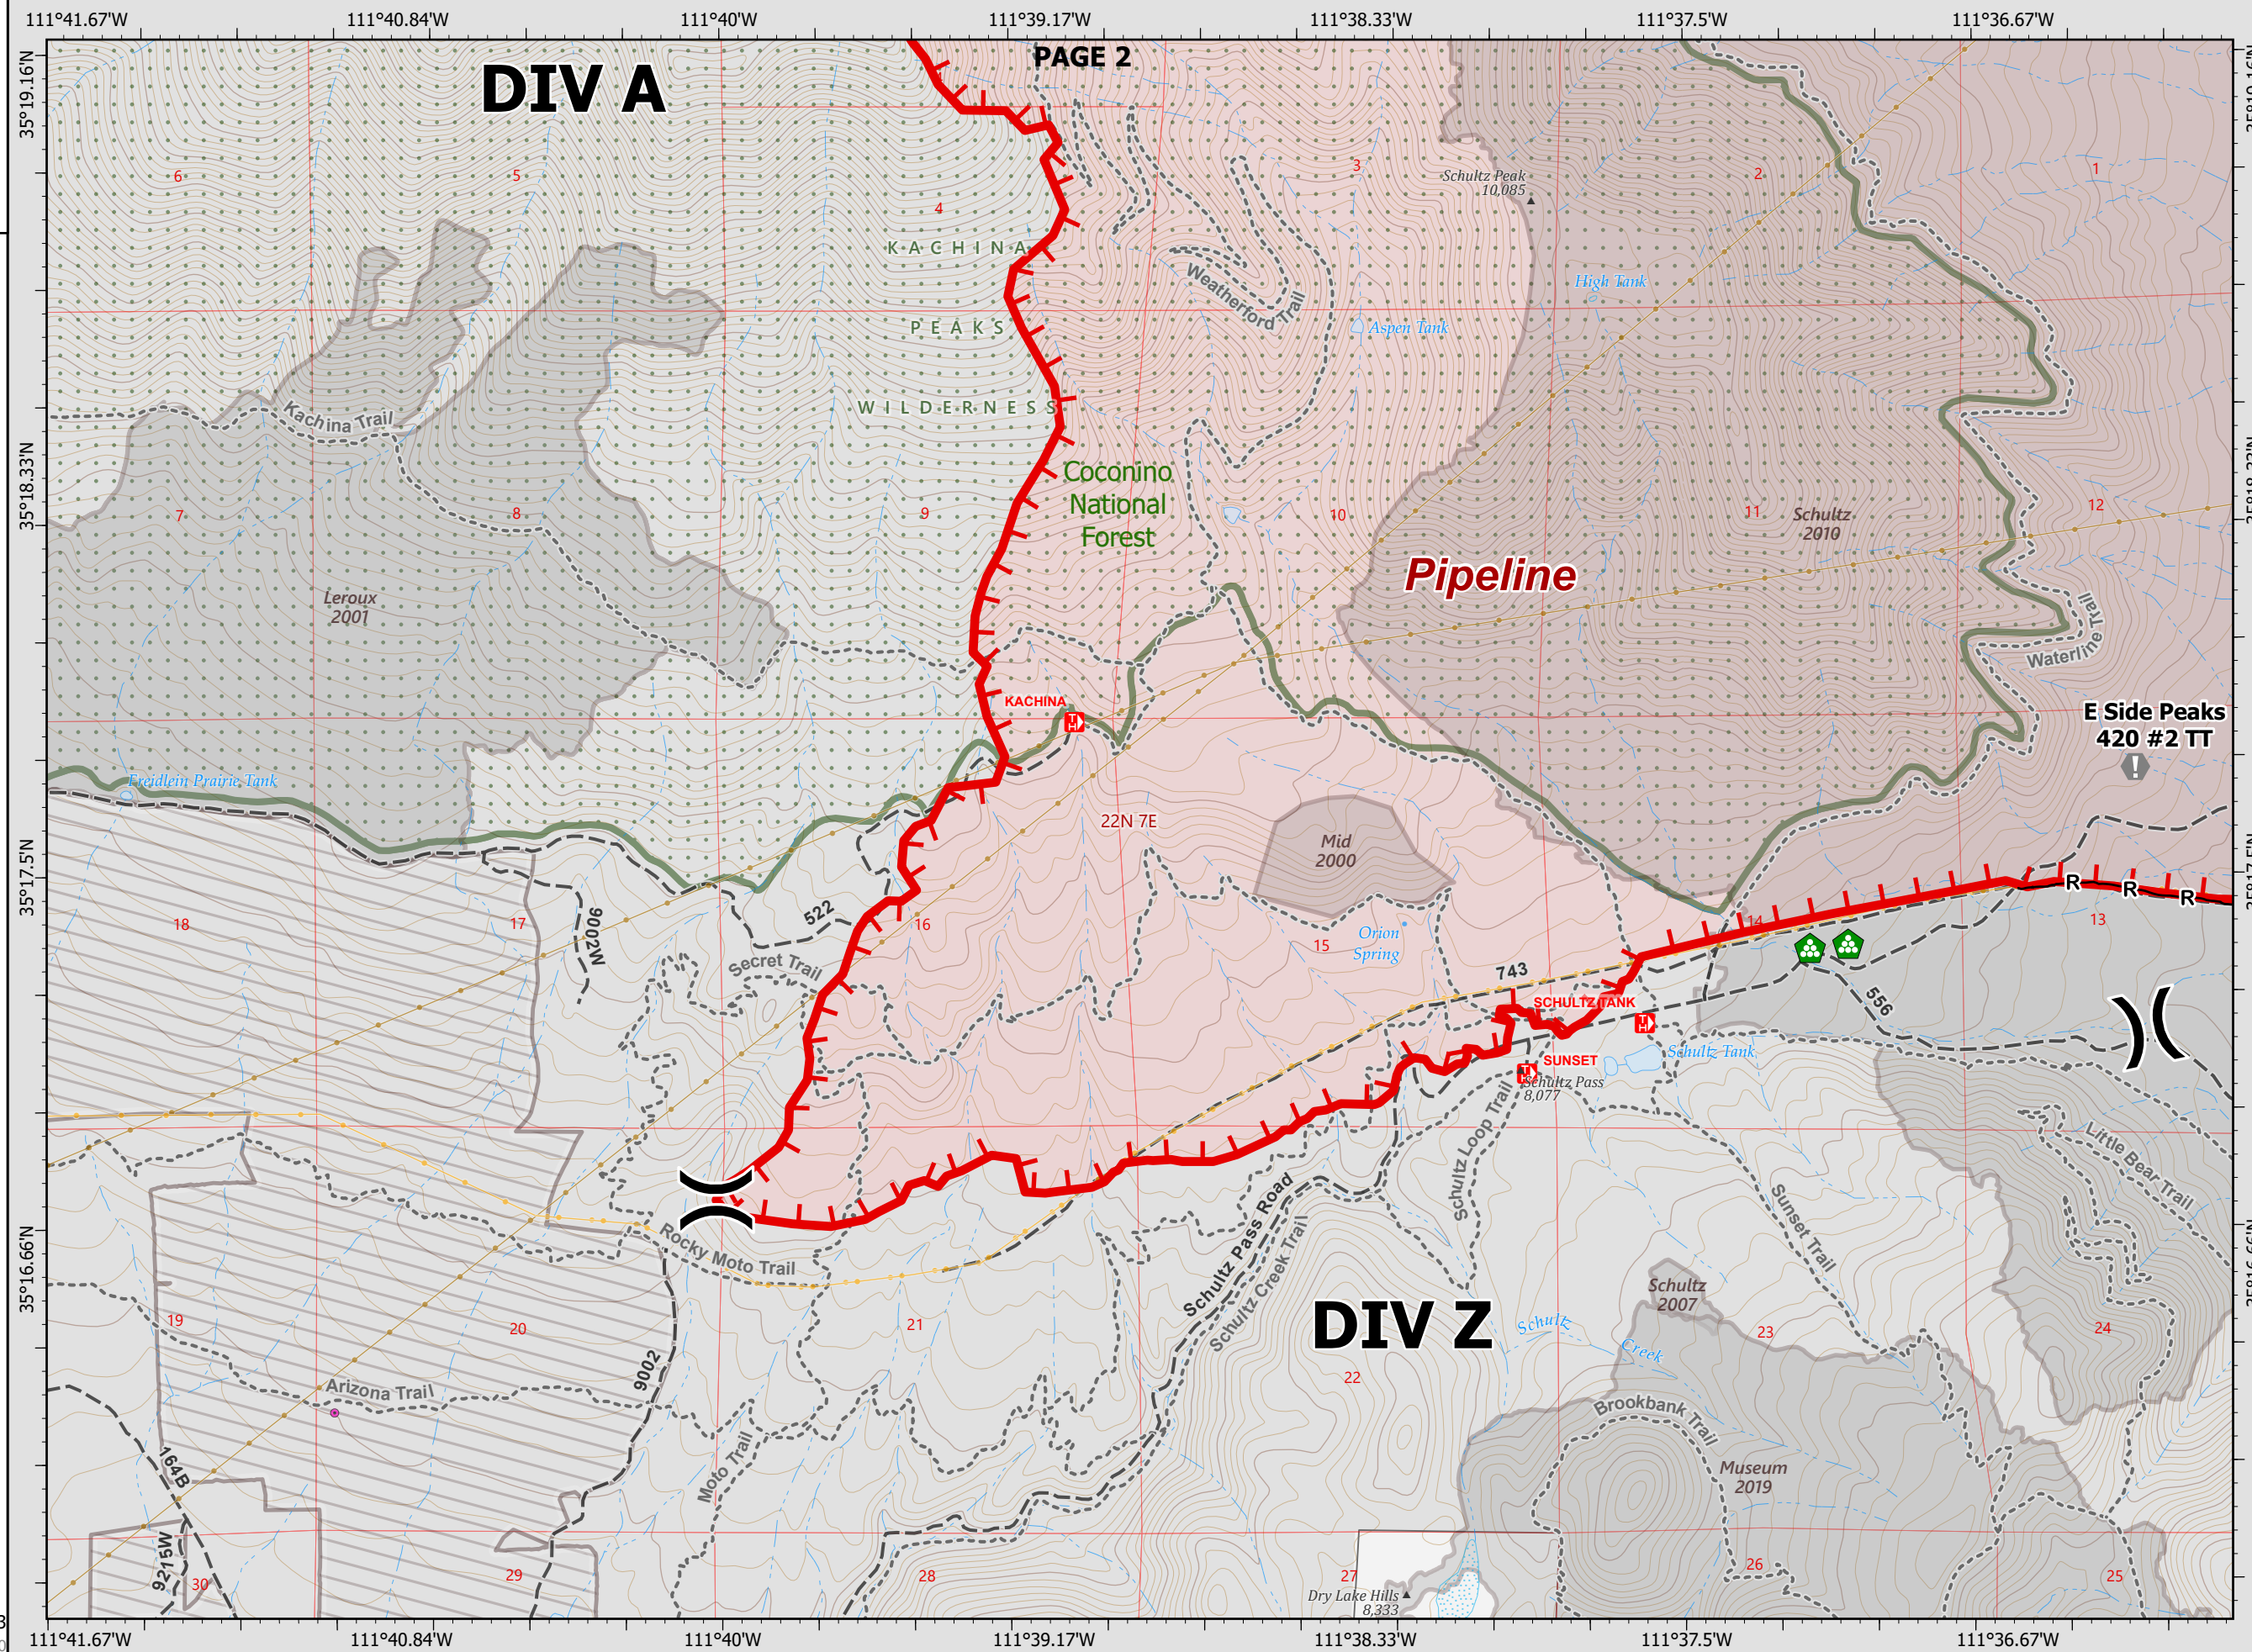 111°41.67'W 111°40.84'W 111°40'W 111°39.17'W 111°38.33'W 111°37.5'W 111°36.67'W
35°19.16'N
35°18.33'N
35°17.5'N
35°16.66'N
PAGE 2
DIV A
6
5
4
3
2
1
Schultz Peak
10,085
KACHINA
PEAKS
WILDERNESS
Weatherford Trail
High Tank
Aspen Tank
Kachina Trail
Coconino
National
Forest
7
8
9
10
11
12
Schultz
2010
Pipeline
Leroux
2001
Waterline Trail
KACHINA
TH
E Side Peaks
420 #2 TT
!
Freidlein Prairie Tank
22N 7E
Mid
2000
R R R
18
17
9002W
522
16
15
14
13
Orion
Spring
Secret Trail
743
SCHULTZ TANK
TH
556
SUNSET
TH
Schultz Tank
Schultz Pass
8,077
Schultz Loop Trail
Little Bear Trail
Sunset Trail
Rocky Moto Trail
Schultz Pass Road
Schultz Creek Trail
DIV Z
Schultz
2007
Schultz
Creek
19
20
21
22
23
24
9002
Arizona Trail
Moto Trail
164B
Brookbank Trail
Museum
2019
9215W
30
29
28
27
26
25
Dry Lake Hills
8,333
111°41.67'W 111°40.84'W 111°40'W 111°39.17'W 111°38.33'W 111°37.5'W 111°36.67'W